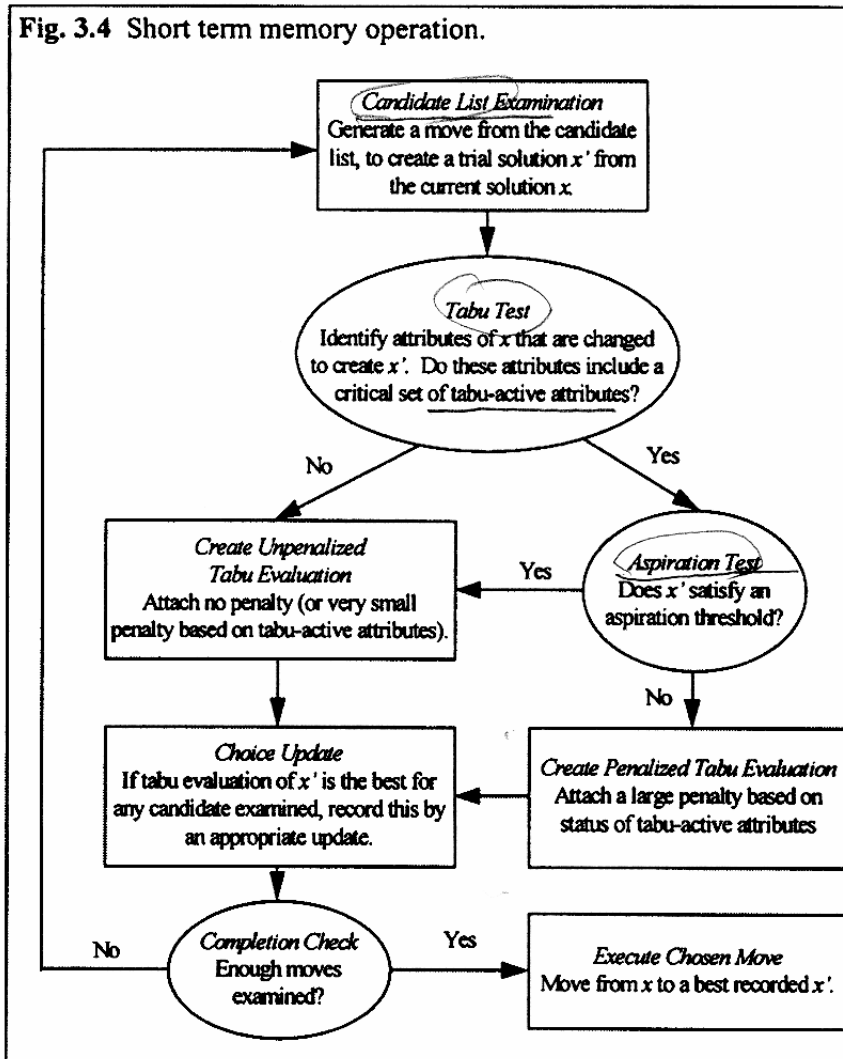 Fig. 3.4 Short term memory operation.
Candidate List Examination
Generate a move from the candidate
list, to create a trial solution x' from
the current solution x.
Tabu Test
Identify attributes of x that are changed
to create x'. Do these attributes include a
critical set of tabu-active attributes?
No
Yes
Create Unpenalized
Tabu Evaluation
Attach no penalty (or very small
penalty based on tabu-active attributes).
Yes
Aspiration Test
Does x' satisfy an
aspiration threshold?
No
Choice Update
If tabu evaluation of x' is the best for
any candidate examined, record this by
an appropriate update.
Create Penalized Tabu Evaluation
Attach a large penalty based on
status of tabu-active attributes
No
Completion Check
Enough moves
examined?
Yes
Execute Chosen Move
Move from x to a best recorded x'.